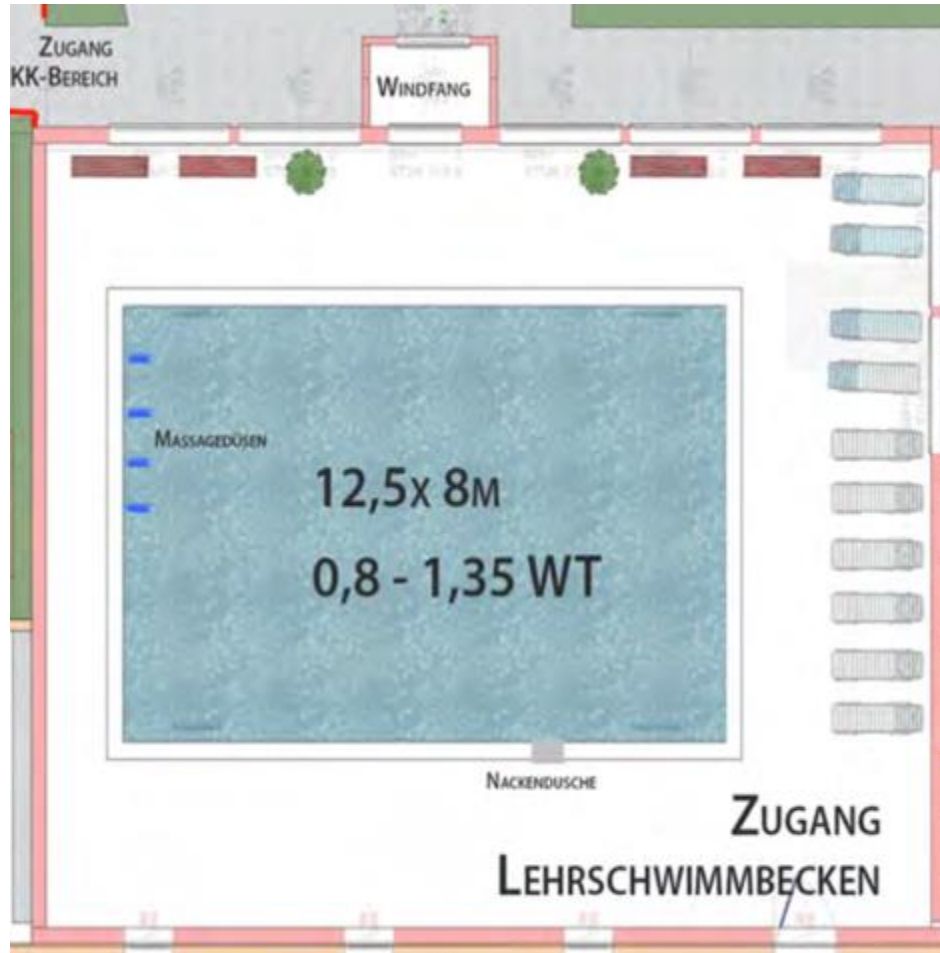 Zugang
KK-Bereich
Windfang
Massagedüsen
12,5x 8m
0,8 - 1,35 WT
Nackendusche
Zugang
Lehrschwimmbecken